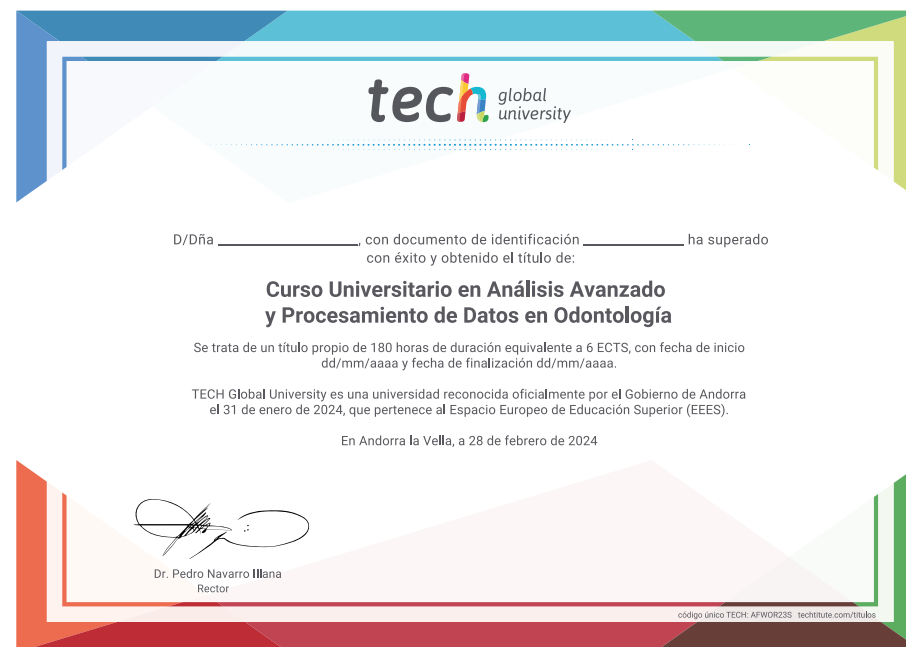 tech global university
D/Dña ______________, con documento de identificación __________ ha superado
con éxito y obtenido el título de:
Curso Universitario en Análisis Avanzado
y Procesamiento de Datos en Odontología
Se trata de un título propio de 180 horas de duración equivalente a 6 ECTS, con fecha de inicio
dd/mm/aaaa y fecha de finalización dd/mm/aaaa.
TECH Global University es una universidad reconocida oficialmente por el Gobierno de Andorra
el 31 de enero de 2024, que pertenece al Espacio Europeo de Educación Superior (EEES).
En Andorra la Vella, a 28 de febrero de 2024
Dr. Pedro Navarro Illana
Rector
código único TECH: AFWOR23S techtitute.com/titulos